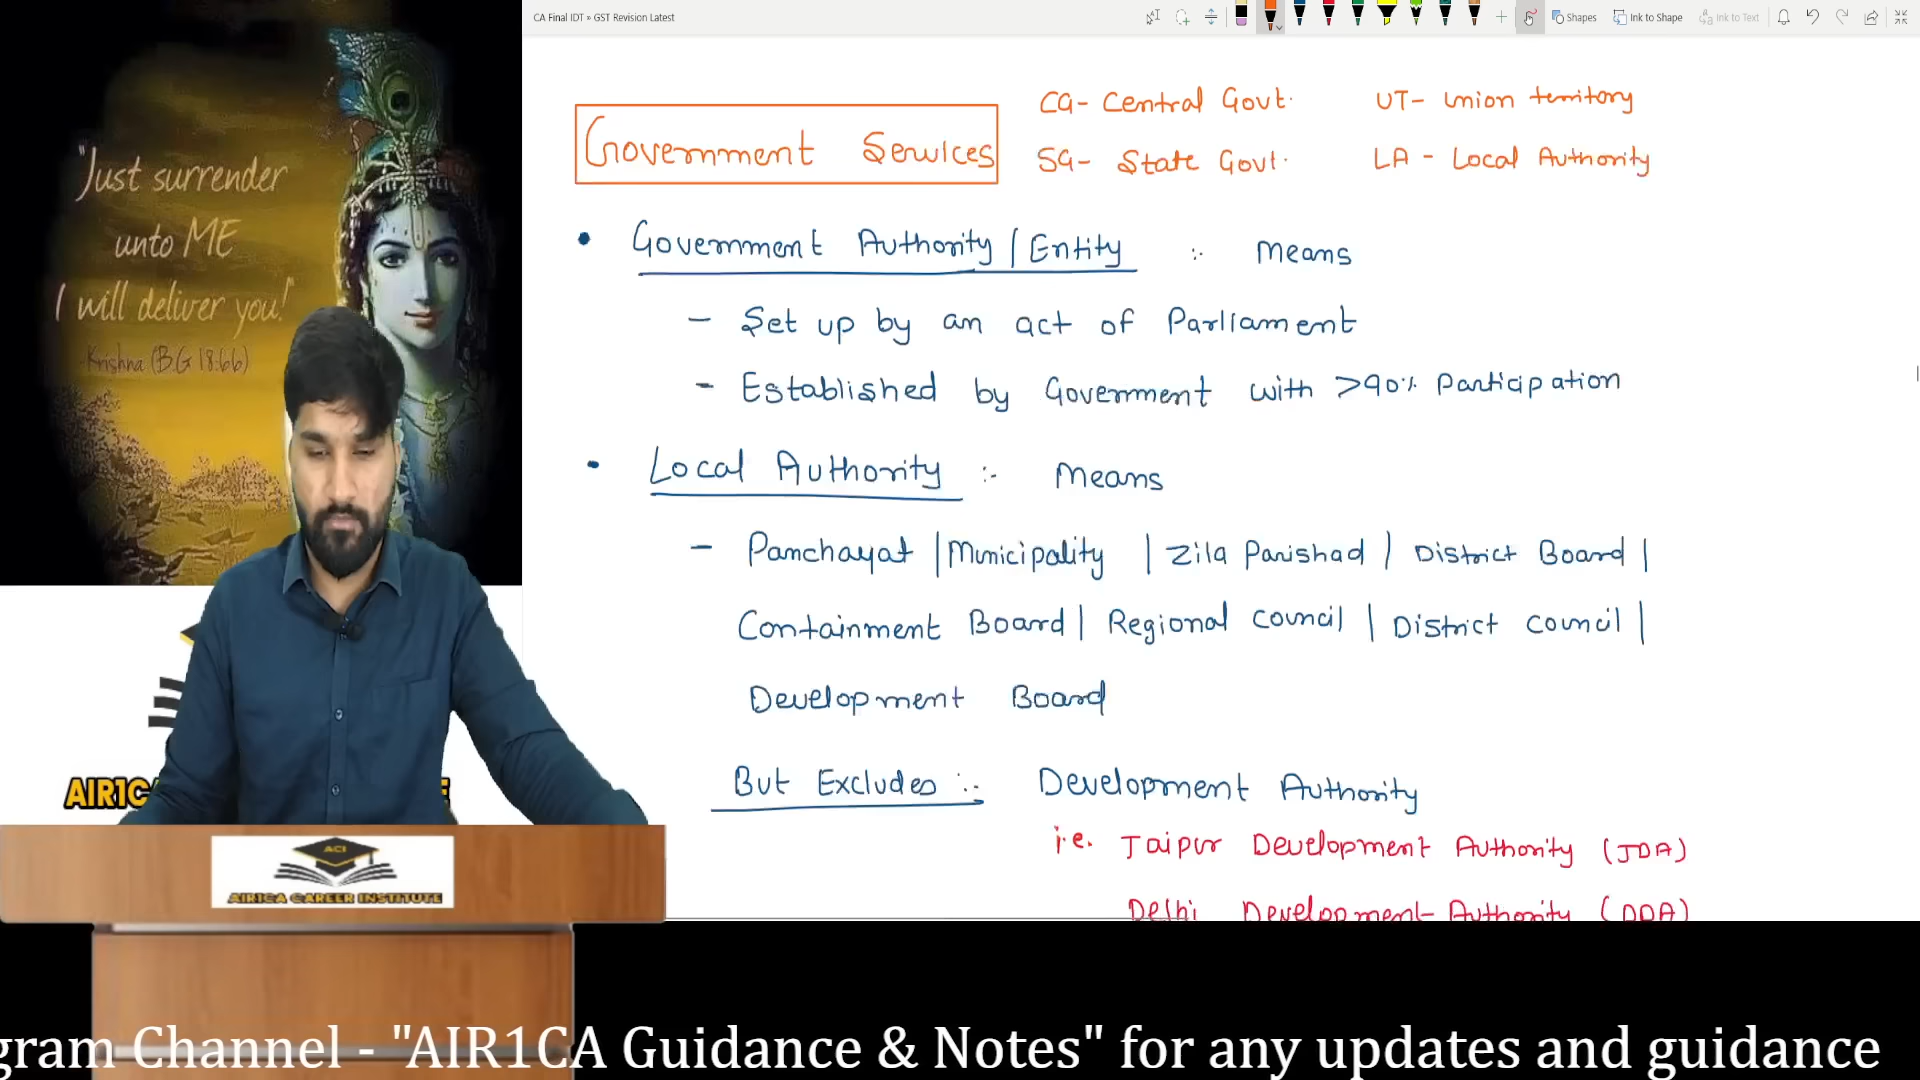 CA Final IDT » GST Revision Latest
Shapes
Ink to Shape
Ink to Text
"Just surrender
unto ME
I will deliver you!"
-Krishna (B.G 18:66)
Government Services
CG- Central Govt.
UT- Union territory
SG- State Govt.
LA - Local Authority
• Government Authority / Entity :- Means
- Set up by an act of Parliament
- Established by Government with >90% Participation
• Local Authority :- Means
- Panchayat | Municipality | Zila Parishad | District Board |
Containment Board | Regional Council | District Council |
Development Board
But Excludes :- Development Authority
i.e. Jaipur Development Authority (JDA)
Delhi Development Authority (DDA)
AIR1C
ACI
AIR1CA CAREER INSTITUTE
gram Channel - "AIR1CA Guidance & Notes" for any updates and guidance